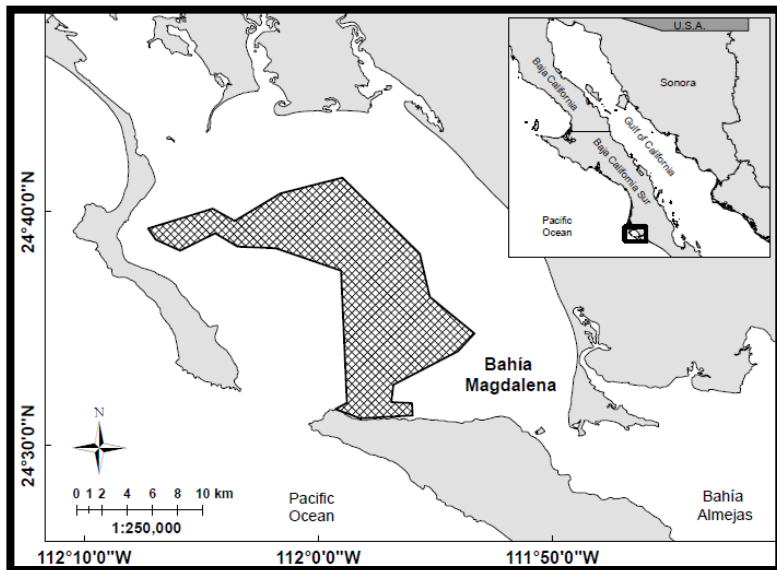 U.S.A.
Sonora
Baja California
Gulf of California
Baja California Sur
Pacific
Ocean
24°40'0"N
Bahía
Magdalena
24°30'0"N
N
0 1 2 4 6 8 10 km
1:250,000
Pacific
Ocean
Bahía
Almejas
112°10'0"W 112°0'0"W 111°50'0"W